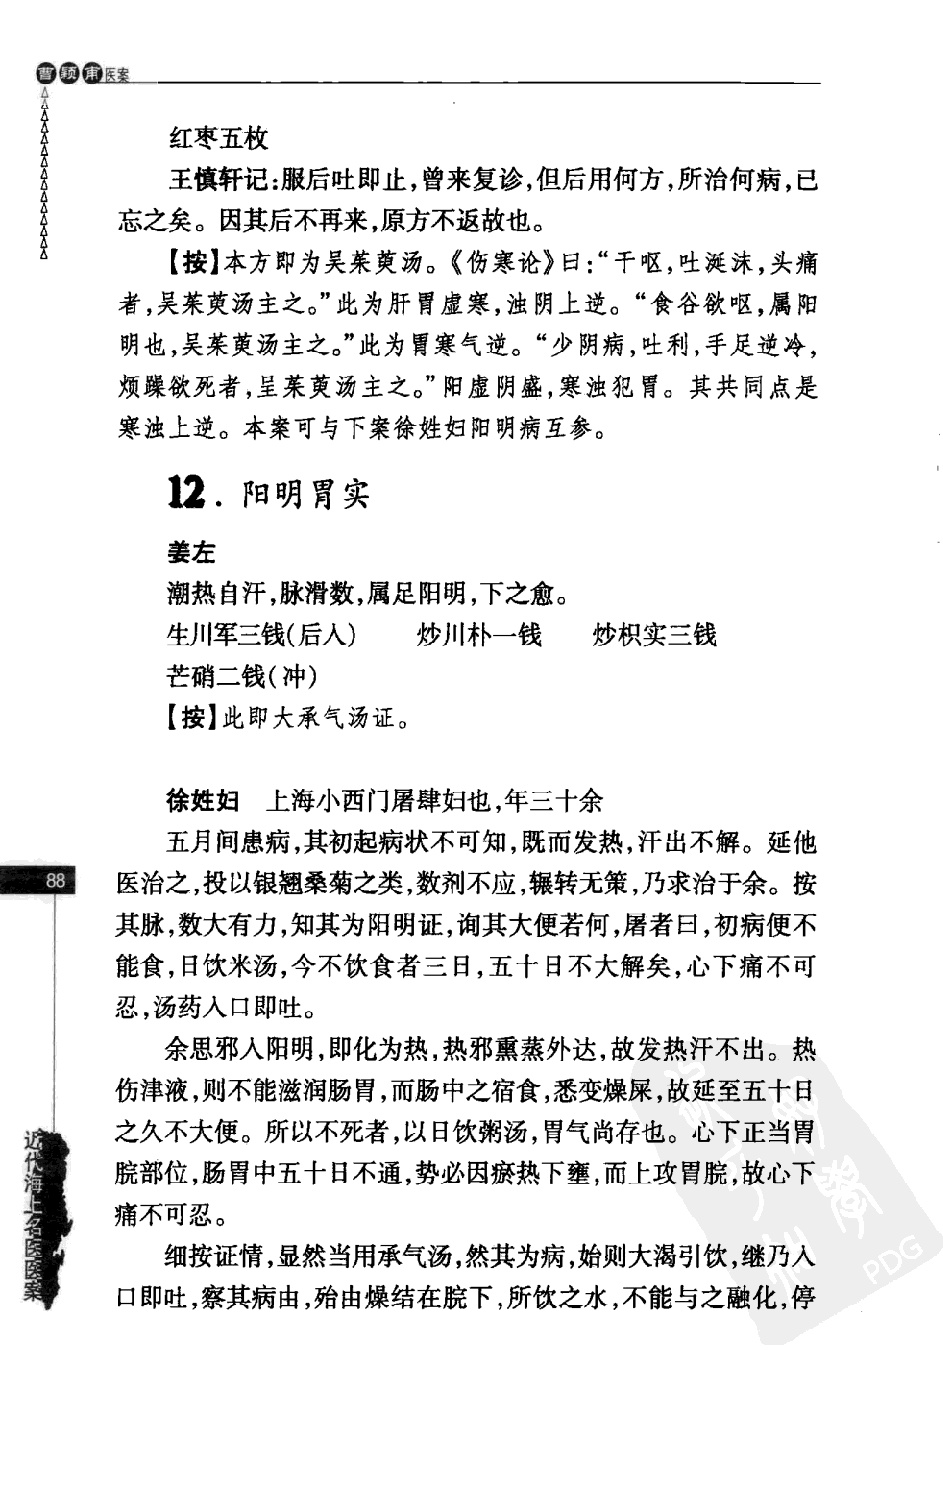 曹颖甫医案
红枣五枚
王慎轩记:服后吐即止,曾来复诊,但后用何方,所治何病,已
忘之矣。因其后不再来,原方不返故也。
【按】本方即为吴茱萸汤。《伤寒论》曰:“干呕,吐涎沫,头痛
者,吴茱萸汤主之。”此为肝胃虚寒,浊阴上逆。“食谷欲呕,属阳
明也,吴茱萸汤主之。”此为胃寒气逆。“少阴病,吐利,手足逆冷,
烦躁欲死者,呈茱萸汤主之。”阳虚阴盛,寒浊犯胃。其共同点是
寒浊上逆。本案可与下案徐姓妇阳明病互参。
12.阳明胃实
姜左
潮热自汗,脉滑数,属足阳明,下之愈。
生川军三钱(后入) 炒川朴一钱 炒枳实三钱
芒硝二钱(冲)
【按】此即大承气汤证。
徐姓妇 上海小西门屠肆妇也,年三十余
五月间患病,其初起病状不可知,既而发热,汗出不解。延他
医治之,投以银翘桑菊之类,数剂不应,辗转无策,乃求治于余。按
其脉,数大有力,知其为阳明证,询其大便若何,屠者曰,初病便不
能食,日饮米汤,今不饮食者三日,五十日不大解矣,心下痛不可
忍,汤药入口即吐。
余思邪入阳明,即化为热,热邪熏蒸外达,故发热汗不出。热
伤津液,则不能滋润肠胃,而肠中之宿食,悉变燥屎,故延至五十日
之久不大便。所以不死者,以日饮粥汤,胃气尚存也。心下正当胃
脘部位,肠胃中五十日不通,势必因瘀热下壅,而上攻胃脘,故心下
痛不可忍。
细按证情,显然当用承气汤,然其为病,始则大渴引饮,继乃入
口即吐,察其病由,殆由燥结在脘下,所饮之水,不能与之融化,停
88
近代海上名医医案
PDG